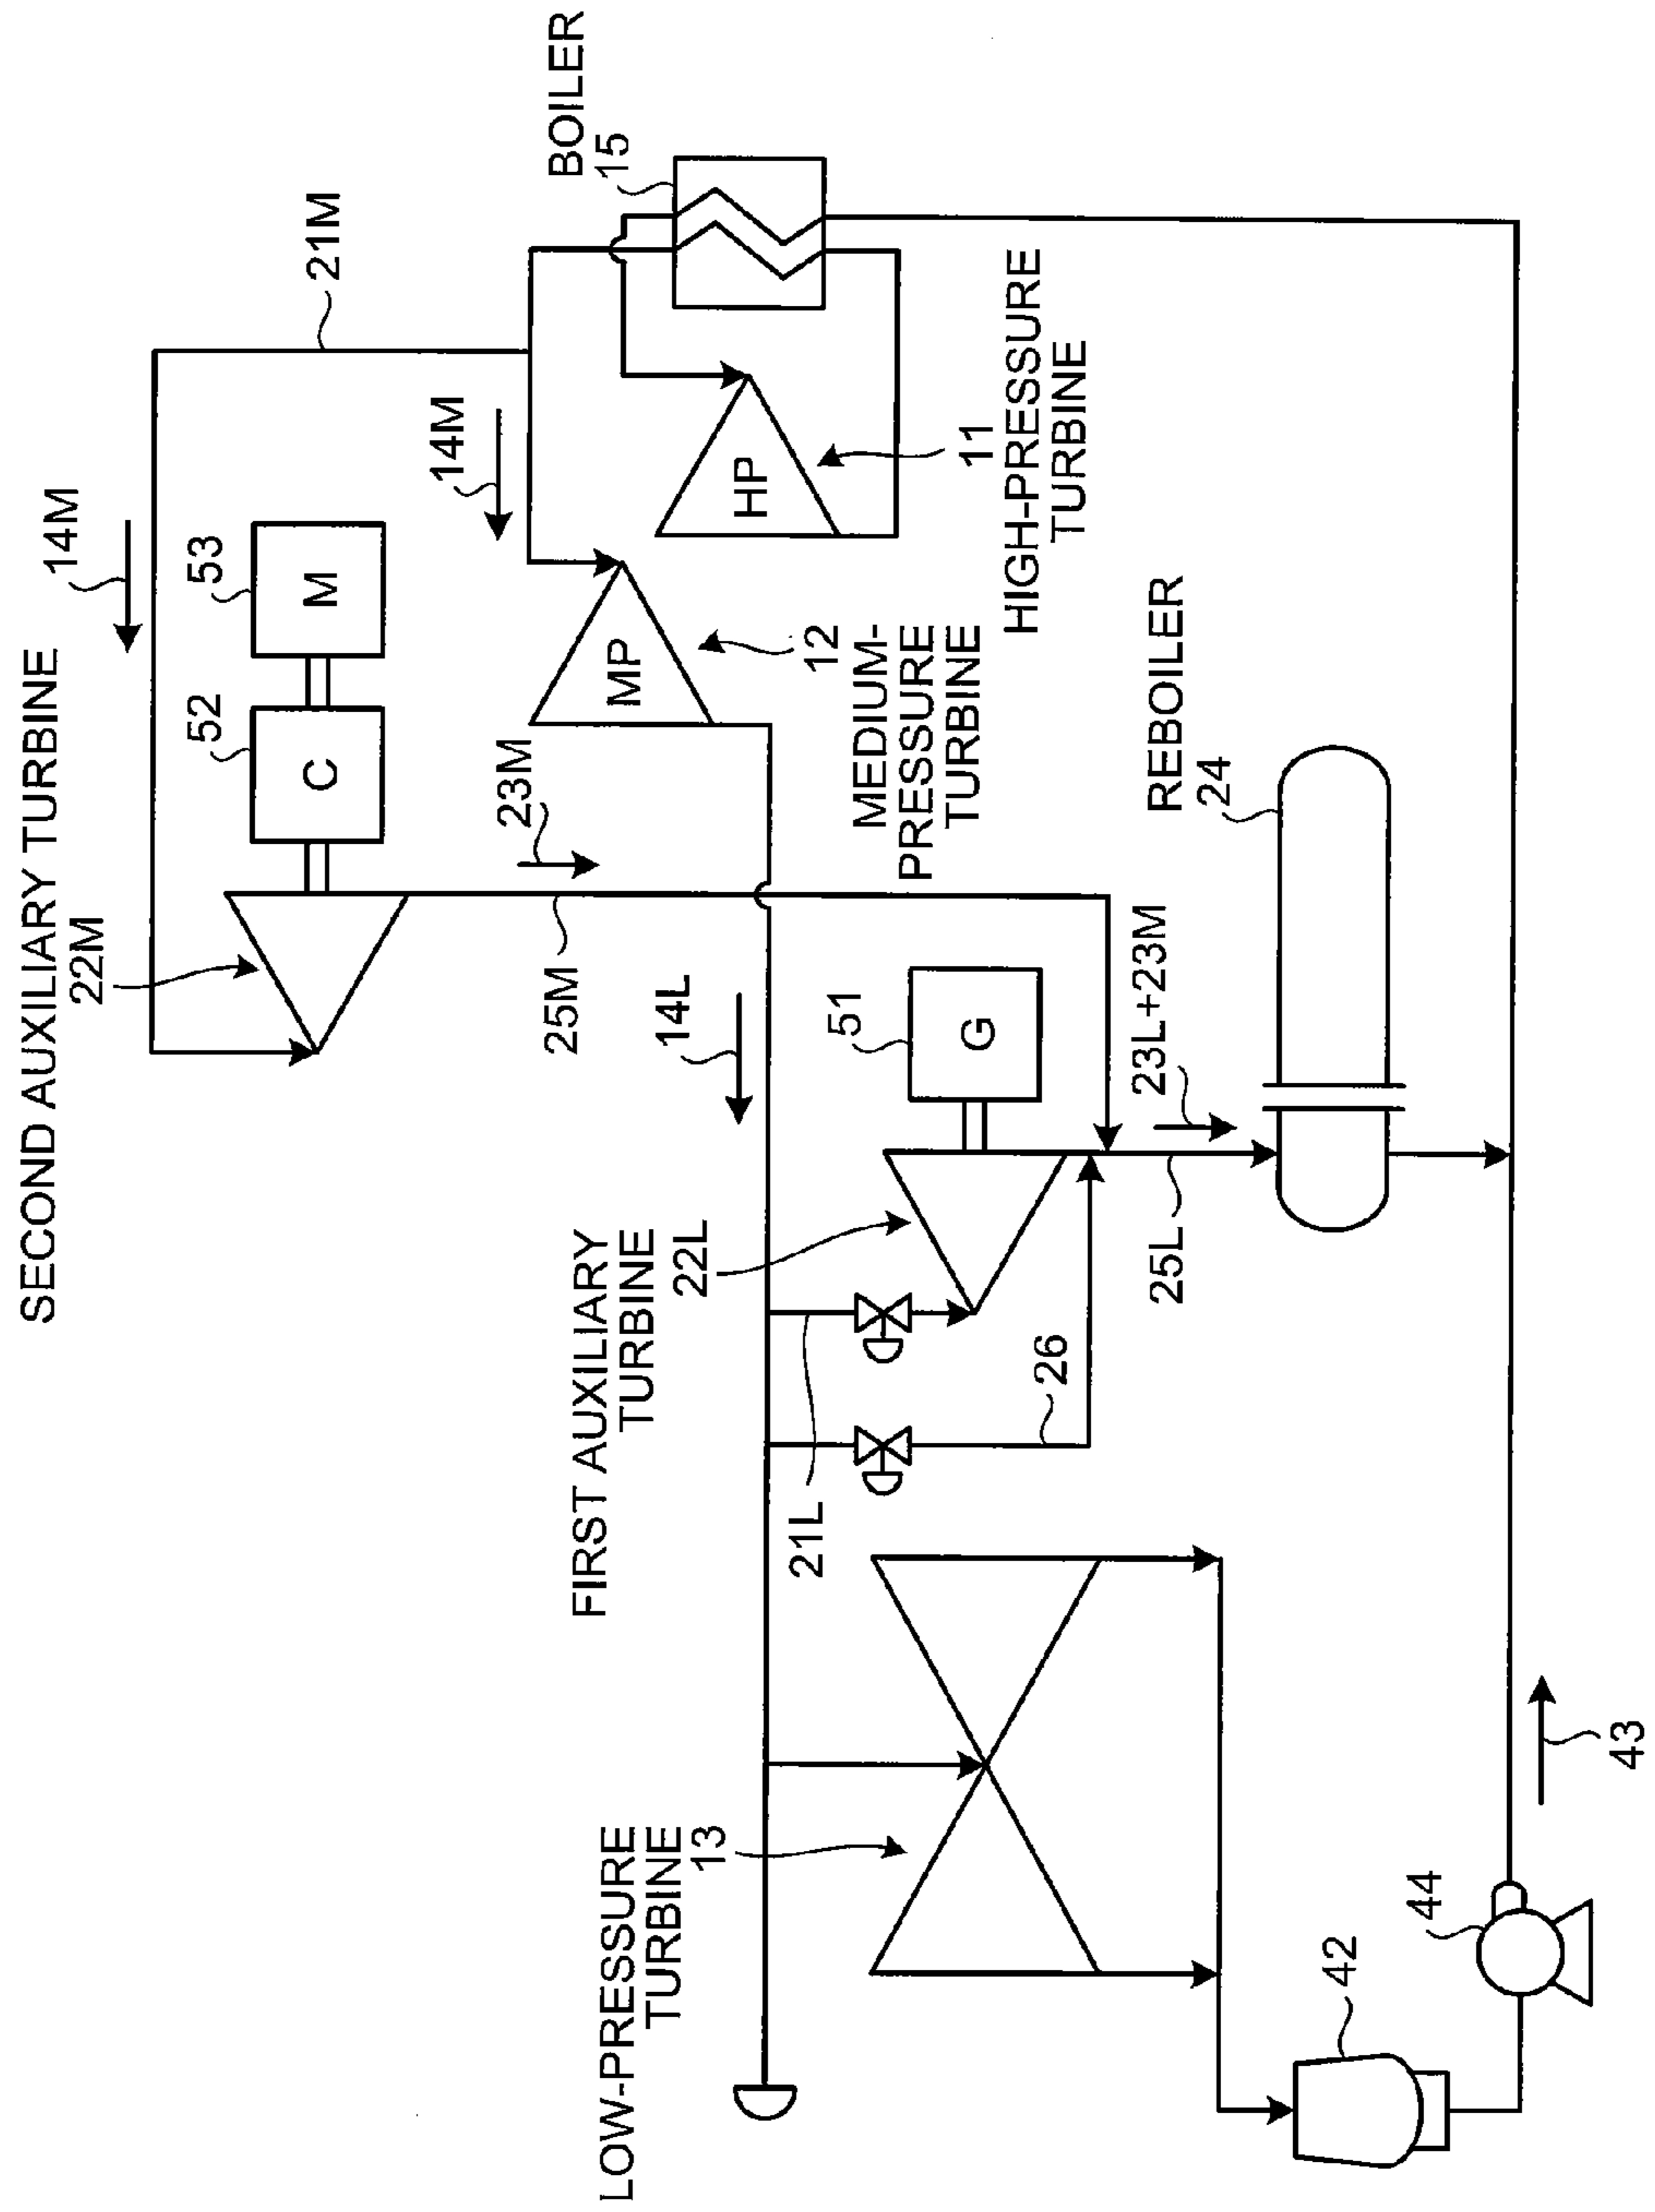 SECOND AUXILIARY TURBINE
22M
14M
53
M
52
C
21M
BOILER
15
14M
23M
25M
MP
12
MEDIUM-
PRESSURE
TURBINE
HP
11
HIGH-PRESSURE
TURBINE
14L
FIRST AUXILIARY
TURBINE
22L
51
G
21L
26
23L+23M
25L
REBOILER
24
LOW-PRESSURE
TURBINE
13
42
44
43